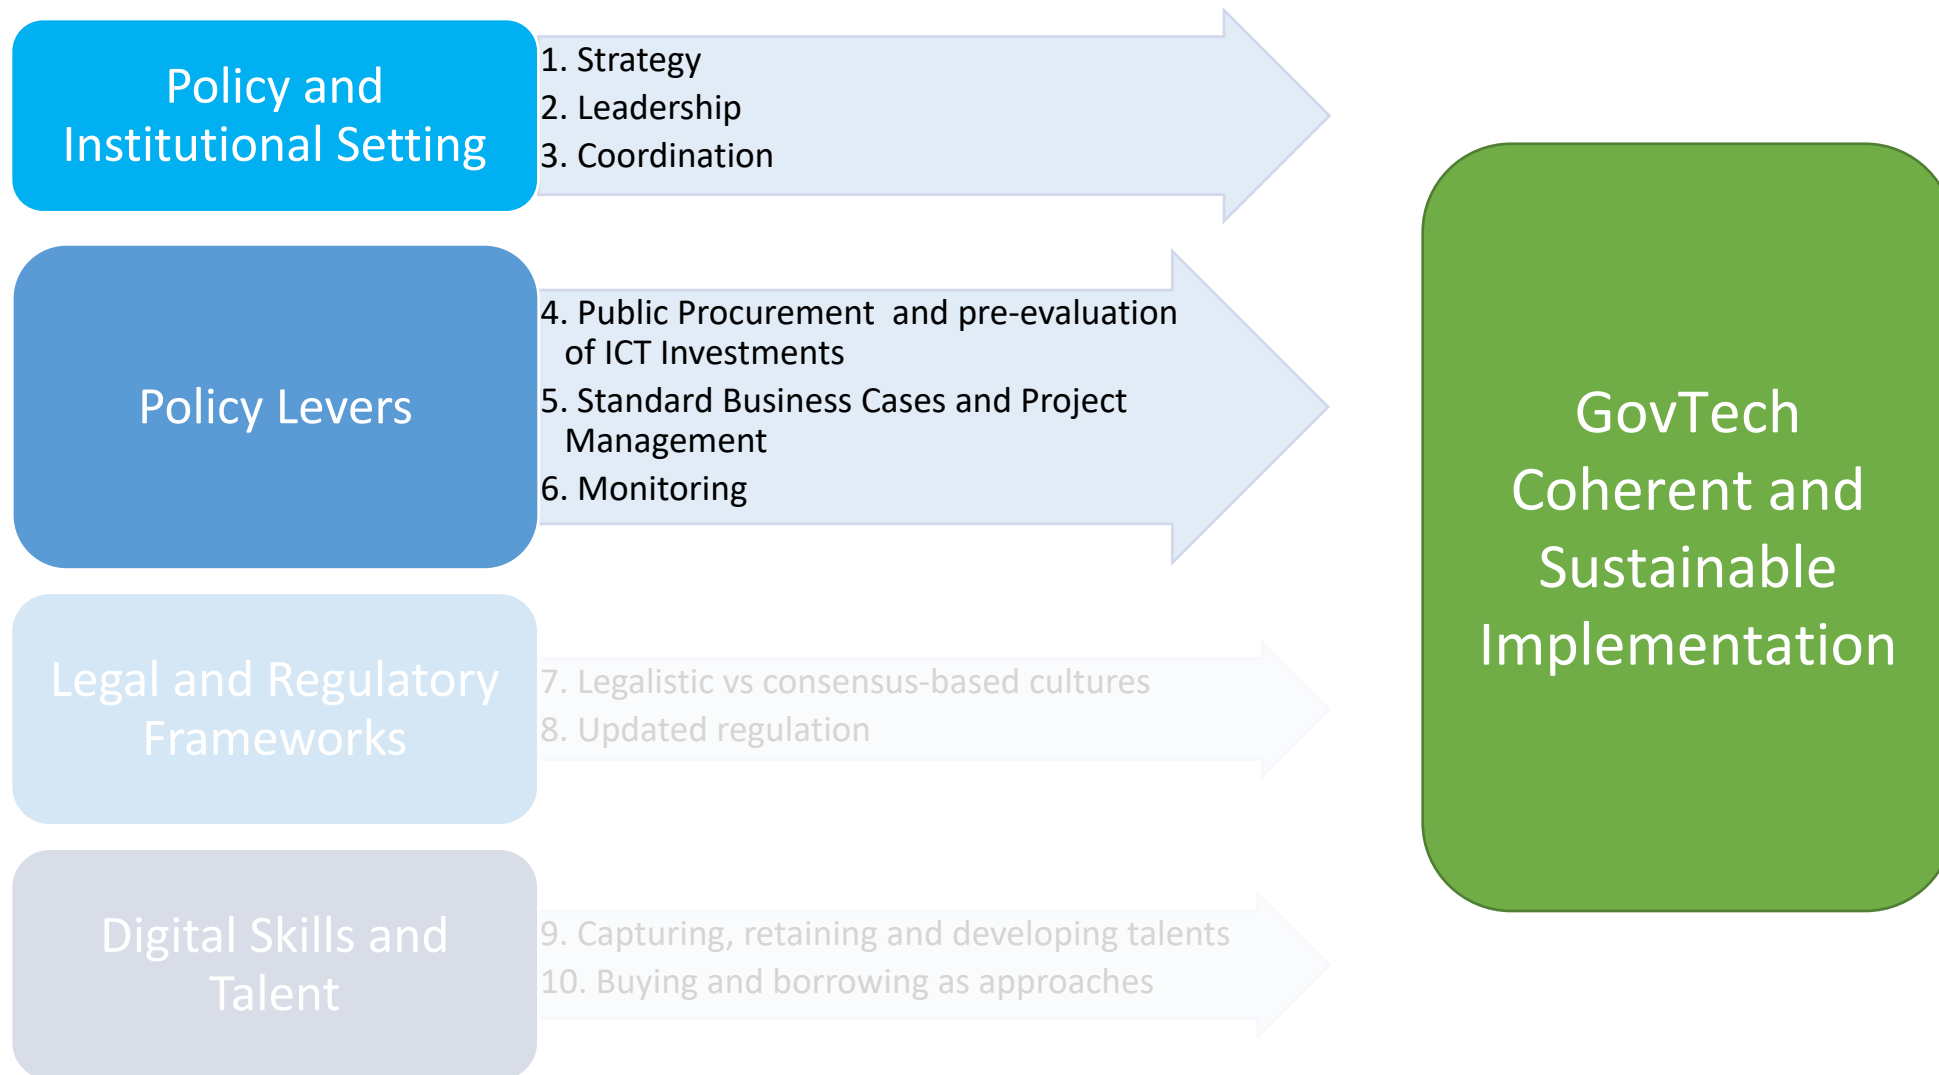 Policy and
Institutional Setting
1. Strategy
2. Leadership
3. Coordination
Policy Levers
4. Public Procurement  and pre-evaluation
of ICT Investments
5. Standard Business Cases and Project
Management
6. Monitoring
Legal and Regulatory
Frameworks
7. Legalistic vs consensus-based cultures
8. Updated regulation
Digital Skills and
Talent
9. Capturing, retaining and developing talents
10. Buying and borrowing as approaches
GovTech
Coherent and
Sustainable
Implementation